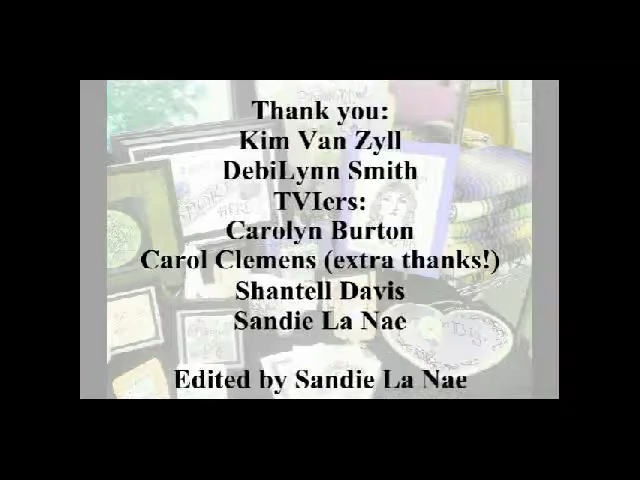 Thank you:
Kim Van Zyll
DebiLynn Smith
TVIers:
Carolyn Burton
Carol Clemens (extra thanks!)
Shantell Davis
Sandie La Nae
Edited by Sandie La Nae